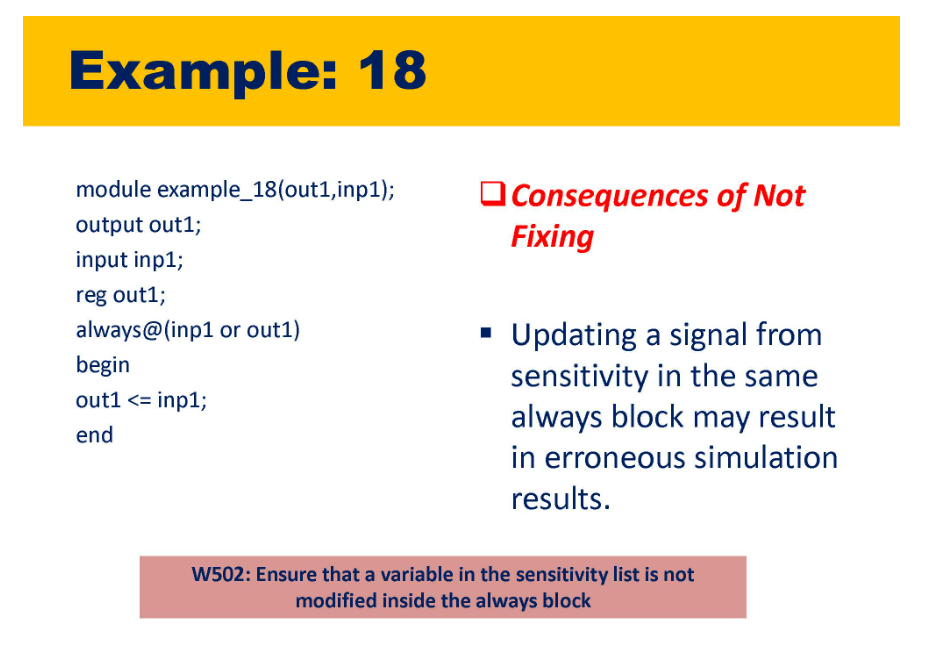 Example: 18
module example_18(out1,inp1);
output out1;
input inp1;
reg out1;
always@(inp1 or out1)
begin
out1 <= inp1;
end
Consequences of Not
Fixing
▪ Updating a signal from
sensitivity in the same
always block may result
in erroneous simulation
results.
W502: Ensure that a variable in the sensitivity list is not
modified inside the always block